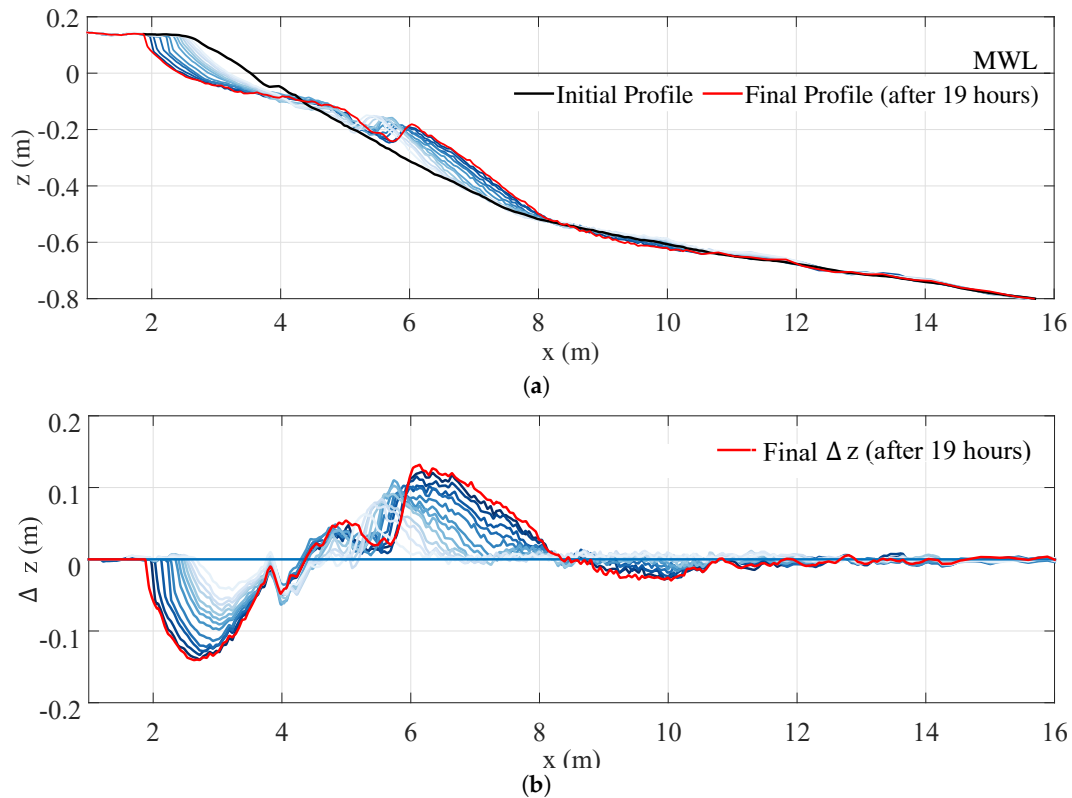 0.2
0
-0.2
-0.4
-0.6
-0.8
z (m)
MWL
Initial Profile
Final Profile (after 19 hours)
2 4 6 8 10 12 14 16
x (m)
(a)
0.2
0.1
0
-0.1
-0.2
Δ z (m)
Final Δ z (after 19 hours)
2 4 6 8 10 12 14 16
x (m)
(b)